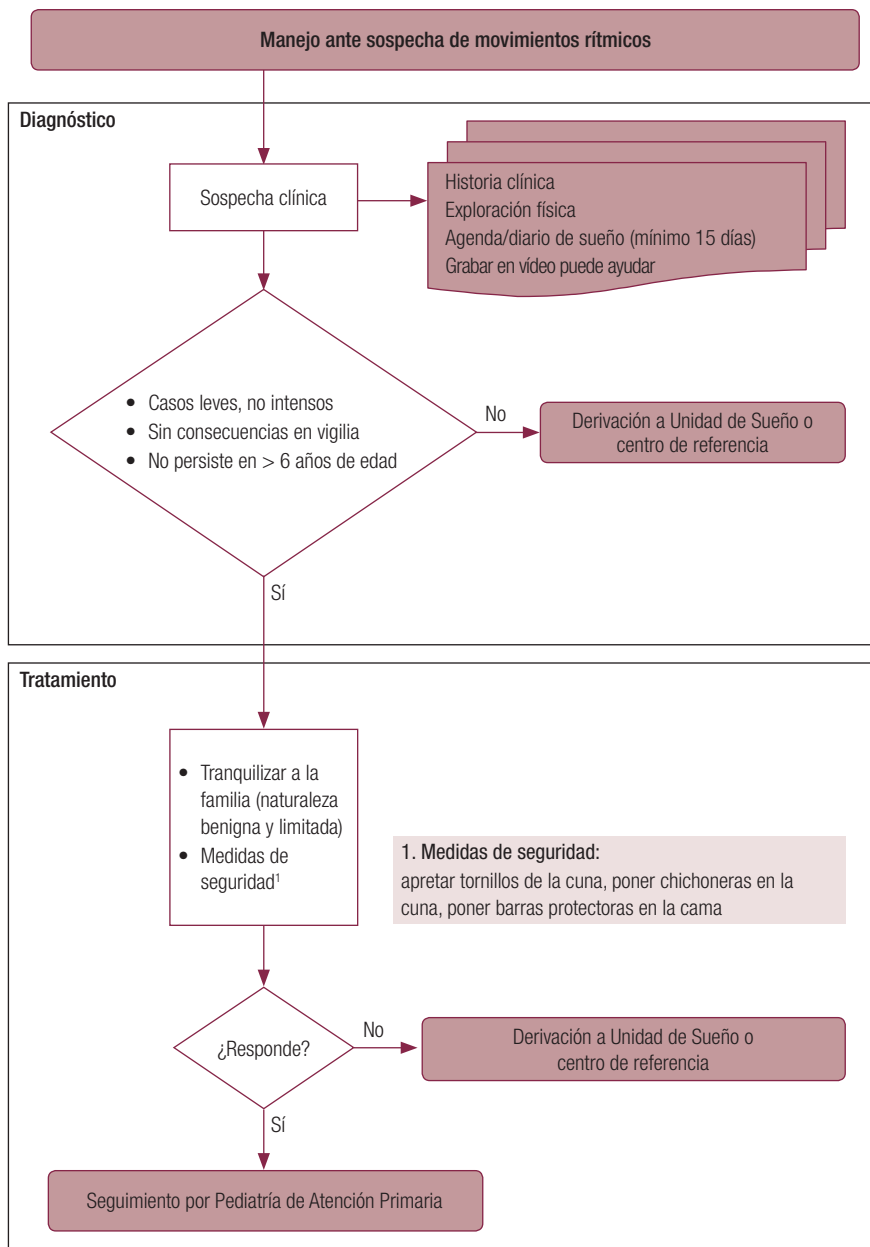 Manejo ante sospecha de movimientos rítmicos
Diagnóstico
Sospecha clínica
Historia clínica
Exploración física
Agenda/diario de sueño (mínimo 15 días)
Grabar en vídeo puede ayudar
• Casos leves, no intensos
• Sin consecuencias en vigilia
• No persiste en > 6 años de edad
No
Derivación a Unidad de Sueño o
centro de referencia
Sí
Tratamiento
• Tranquilizar a la
familia (naturaleza
benigna y limitada)
• Medidas de
seguridad¹
1. Medidas de seguridad:
apretar tornillos de la cuna, poner chichoneras en la
cuna, poner barras protectoras en la cama
¿Responde?
No
Derivación a Unidad de Sueño o
centro de referencia
Sí
Seguimiento por Pediatría de Atención Primaria